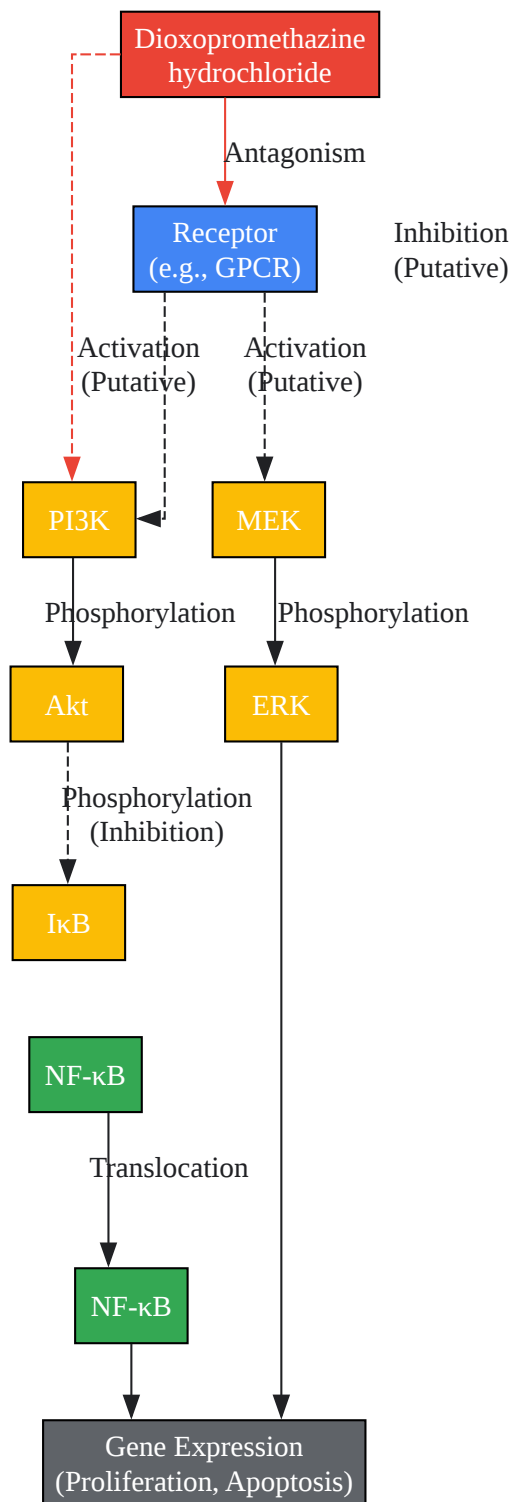 Dioxopromethazine
hydrochloride
Antagonism
Receptor
(e.g., GPCR)
Inhibition
(Putative)
Activation
(Putative)
Activation
(Putative)
PI3K
MEK
Phosphorylation
Phosphorylation
Akt
ERK
Phosphorylation
(Inhibition)
IκB
NF-κB
Translocation
NF-κB
Gene Expression
(Proliferation, Apoptosis)